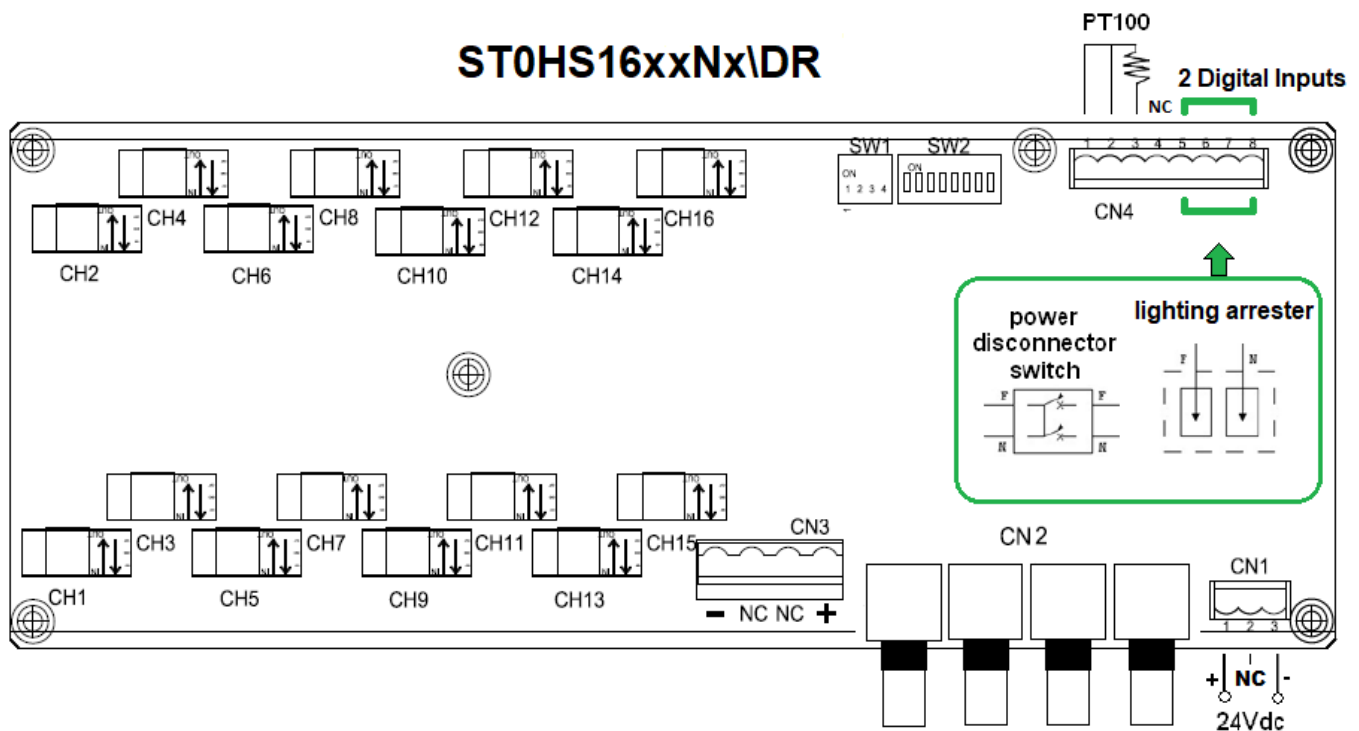 PT100
ST0HS16xxNx\DR
2 Digital Inputs
NC
SW1
SW2
ON
1 2 3 4
ON
1 2 3 4 5 6 7 8
CN4
CH4
CH8
CH12
CH16
CH2
CH6
CH10
CH14
power
disconnector
switch
lighting arrester
F
N
F
F
N
N
CH3
CH7
CH11
CH15
CN3
CN2
CN1
CH1
CH5
CH9
CH13
- NC NC +
1 2 3
+ NC -
24Vdc